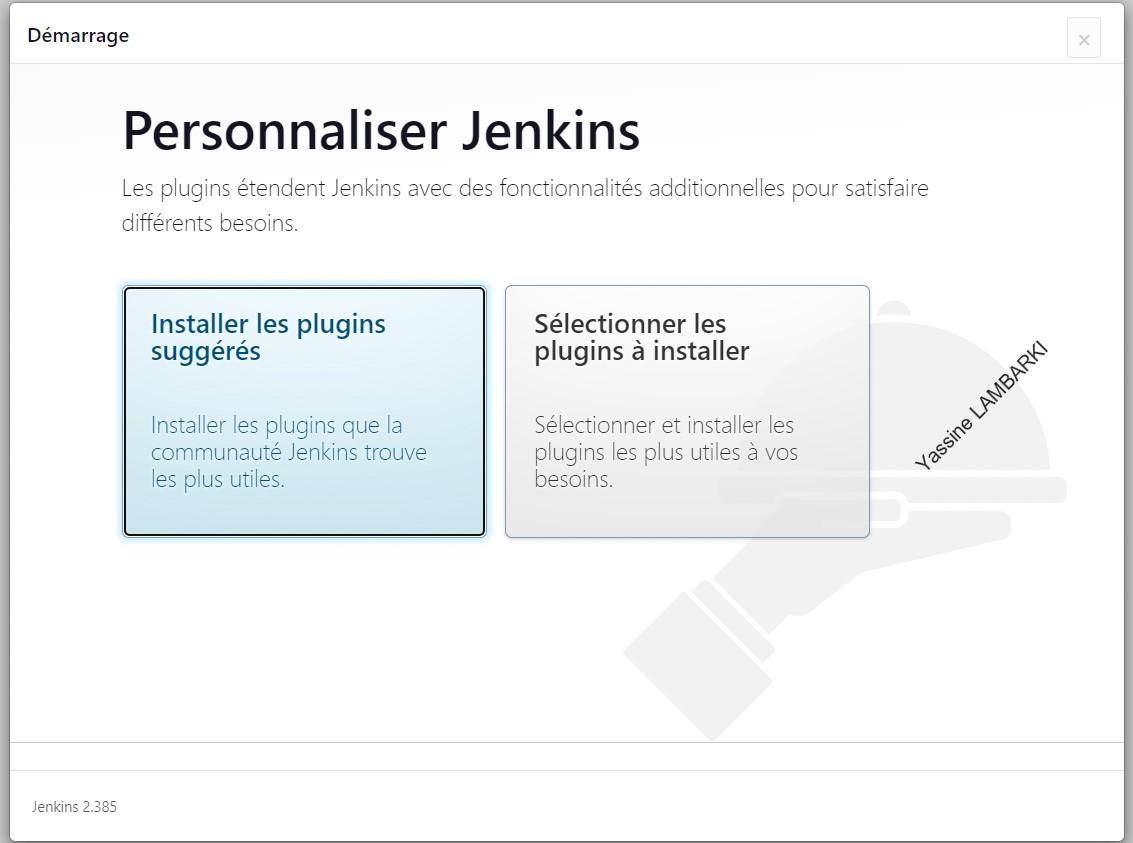 Démarrage
×
Personnaliser Jenkins
Les plugins étendent Jenkins avec des fonctionnalités additionnelles pour satisfaire
différents besoins.
Installer les plugins
suggérés
Installer les plugins que la
communauté Jenkins trouve
les plus utiles.
Sélectionner les
plugins à installer
Sélectionner et installer les
plugins les plus utiles à vos
besoins.
Yassine LAMBARKI
Jenkins 2.385